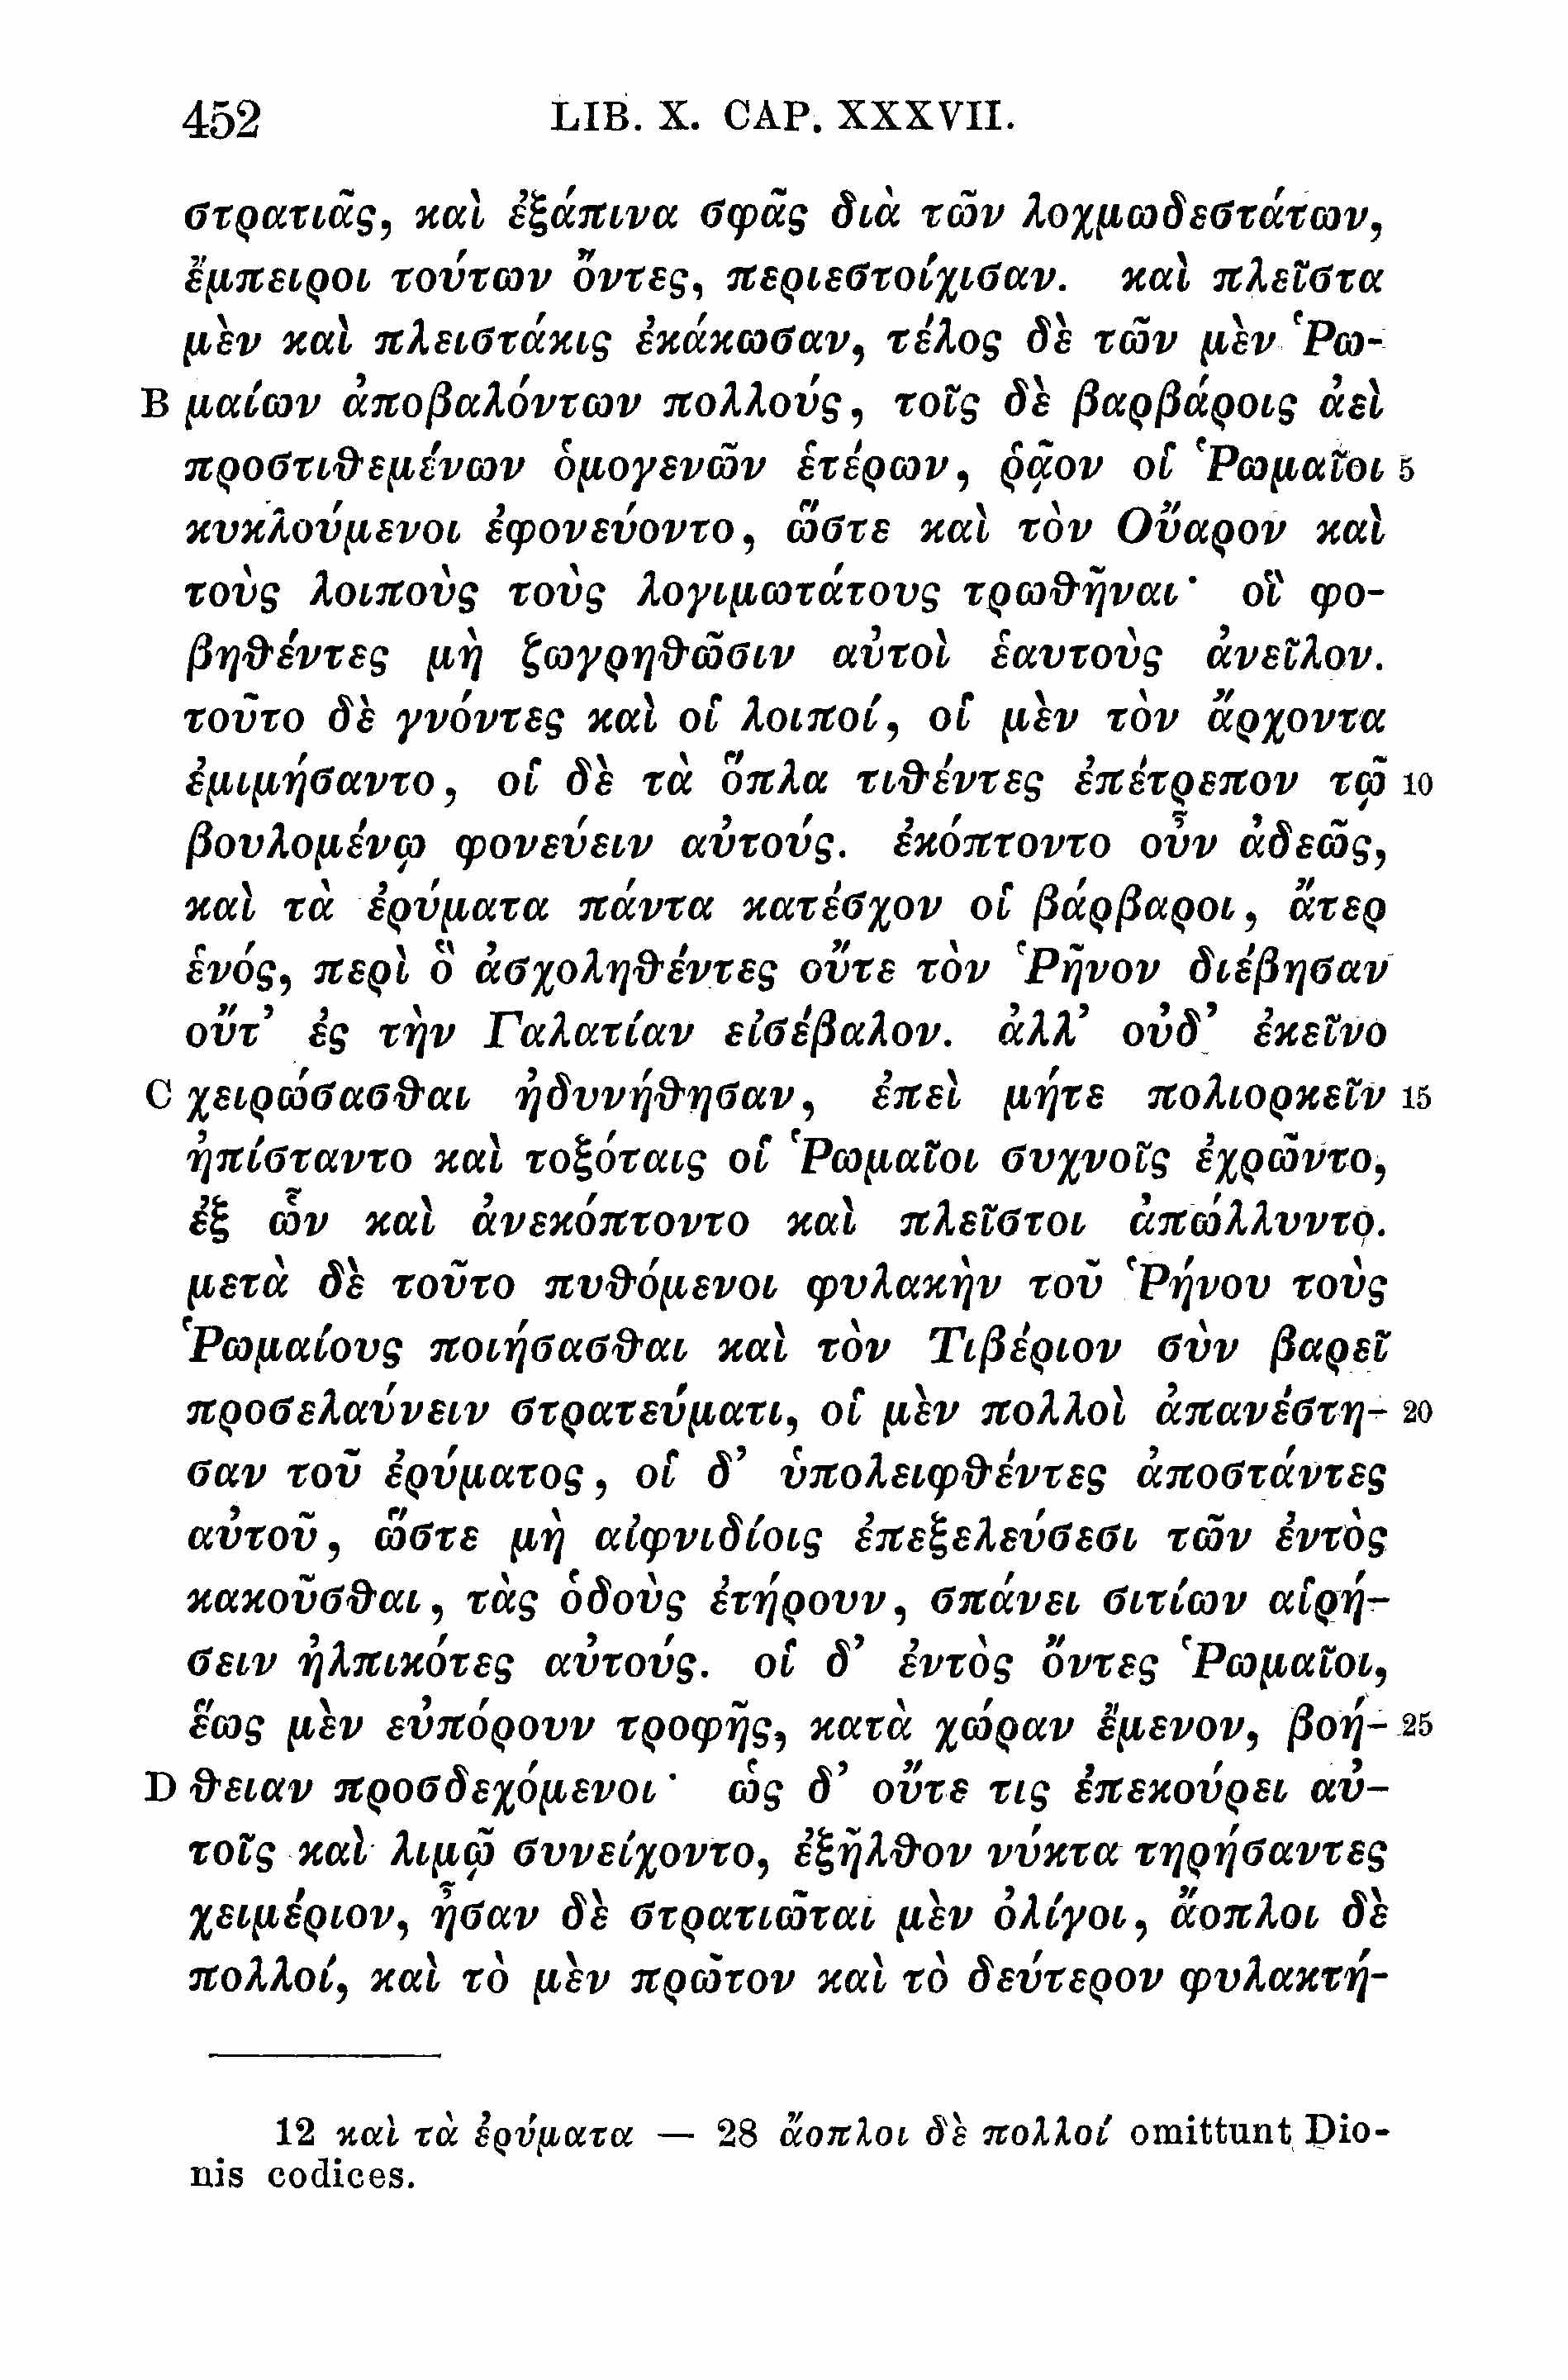 452 LIB. X. CAP. XXXVII.
στρατιᾶς, καὶ ἐξάπινα σφᾶς διὰ τῶν λοχμωδεστάτων,
ἔμπειροι τούτων ὄντες, περιεστοίχισαν. καὶ πλεῖστα
μὲν καὶ πλειστάκις ἐκάκωσαν, τέλος δὲ τῶν μὲν Ῥω-
B μαίων ἀποβαλόντων πολλούς, τοῖς δὲ βαρβάροις ἀεὶ
προστιθεμένων ὁμογενῶν ἑτέρων, ῥᾷον οἱ Ῥωμαῖοι 5
κυκλούμενοι ἐφονεύοντο, ὥστε καὶ τὸν Οὔαρον καὶ
τοὺς λοιποὺς τοὺς λογιμωτάτους τρωθῆναι· οἳ φο-
βηθέντες μὴ ζωγρηθῶσιν αὐτοὶ ἑαυτοὺς ἀνεῖλον.
τοῦτο δὲ γνόντες καὶ οἱ λοιποί, οἱ μὲν τὸν ἄρχοντα
ἐμιμήσαντο, οἱ δὲ τὰ ὅπλα τιθέντες ἐπέτρεπον τῷ 10
βουλομένῳ φονεύειν αὐτούς. ἐκόπτοντο οὖν ἀδεῶς,
καὶ τὰ ἐρύματα πάντα κατέσχον οἱ βάρβαροι, ἄτερ
ἑνός, περὶ ὃ ἀσχοληθέντες οὔτε τὸν Ῥῆνον διέβησαν
οὔτ’ ἐς τὴν Γαλατίαν εἰσέβαλον. ἀλλ’ οὐδ’ ἐκεῖνο
C χειρώσασθαι ἠδυνήθησαν, ἐπεὶ μήτε πολιορκεῖν 15
ἠπίσταντο καὶ τοξόταις οἱ Ῥωμαῖοι συχνοῖς ἐχρῶντο,
ἐξ ὧν καὶ ἀνεκόπτοντο καὶ πλεῖστοι ἀπώλλυντο.
μετὰ δὲ τοῦτο πυθόμενοι φυλακὴν τοῦ Ῥήνου τοὺς
Ῥωμαίους ποιήσασθαι καὶ τὸν Τιβέριον σὺν βαρεῖ
προσελαύνειν στρατεύματι, οἱ μὲν πολλοὶ ἀπανέστη- 20
σαν τοῦ ἐρύματος, οἱ δ’ ὑπολειφθέντες ἀποστάντες
αὐτοῦ, ὥστε μὴ αἰφνιδίοις ἐπεξελεύσεσι τῶν ἐντὸς
κακοῦσθαι, τὰς ὁδοὺς ἐτήρουν, σπάνει σιτίων αἱρή-
σειν ἠλπικότες αὐτούς. οἱ δ’ ἐντὸς ὄντες Ῥωμαῖοι,
ἕως μὲν εὐπόρουν τροφῆς, κατὰ χώραν ἔμενον, βοή- 25
D θειαν προσδεχόμενοι· ὡς δ’ οὔτε τις ἐπεκούρει αὐ-
τοῖς καὶ λιμῷ συνείχοντο, ἐξῆλθον νύκτα τηρήσαντες
χειμέριον, ἦσαν δὲ στρατιῶται μὲν ὀλίγοι, ἄοπλοι δὲ
πολλοί, καὶ τὸ μὲν πρῶτον καὶ τὸ δεύτερον φυλακτή-
12 καὶ τὰ ἐρύματα — 28 ἄοπλοι δὲ πολλοί omittunt Dio-
nis codices.